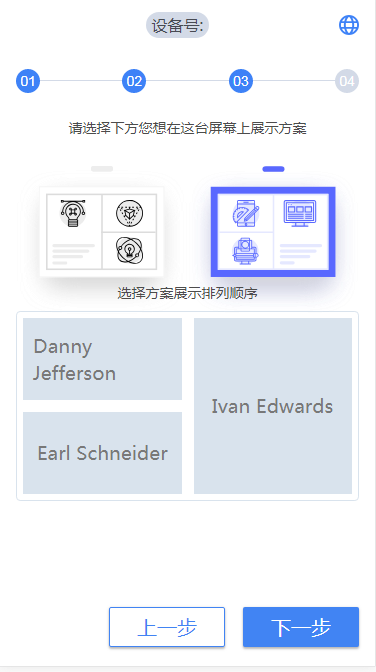 设备号:
01
02
03
04
请选择下方您想在这台屏幕上展示方案
选择方案展示排列顺序
Danny
Jefferson
Earl Schneider
Ivan Edwards
上一步
下一步